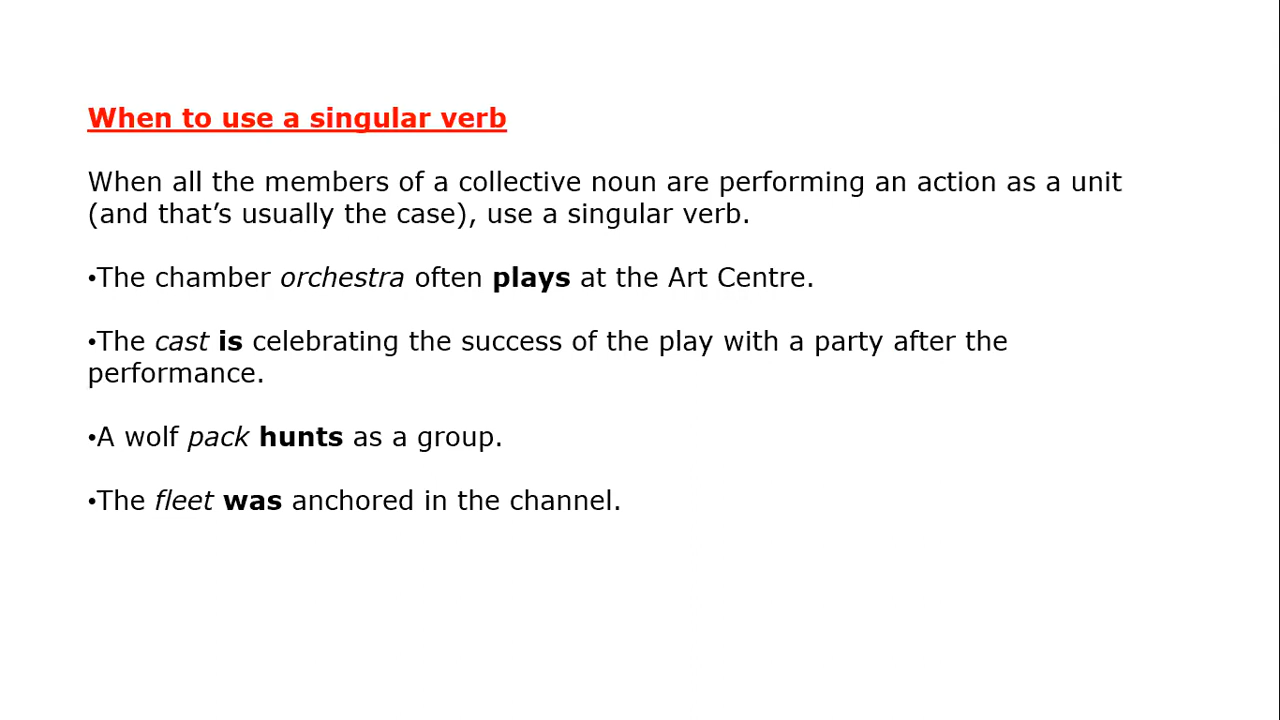 When to use a singular verb
When all the members of a collective noun are performing an action as a unit
(and that’s usually the case), use a singular verb.
•The chamber orchestra often plays at the Art Centre.
•The cast is celebrating the success of the play with a party after the
performance.
•A wolf pack hunts as a group.
•The fleet was anchored in the channel.